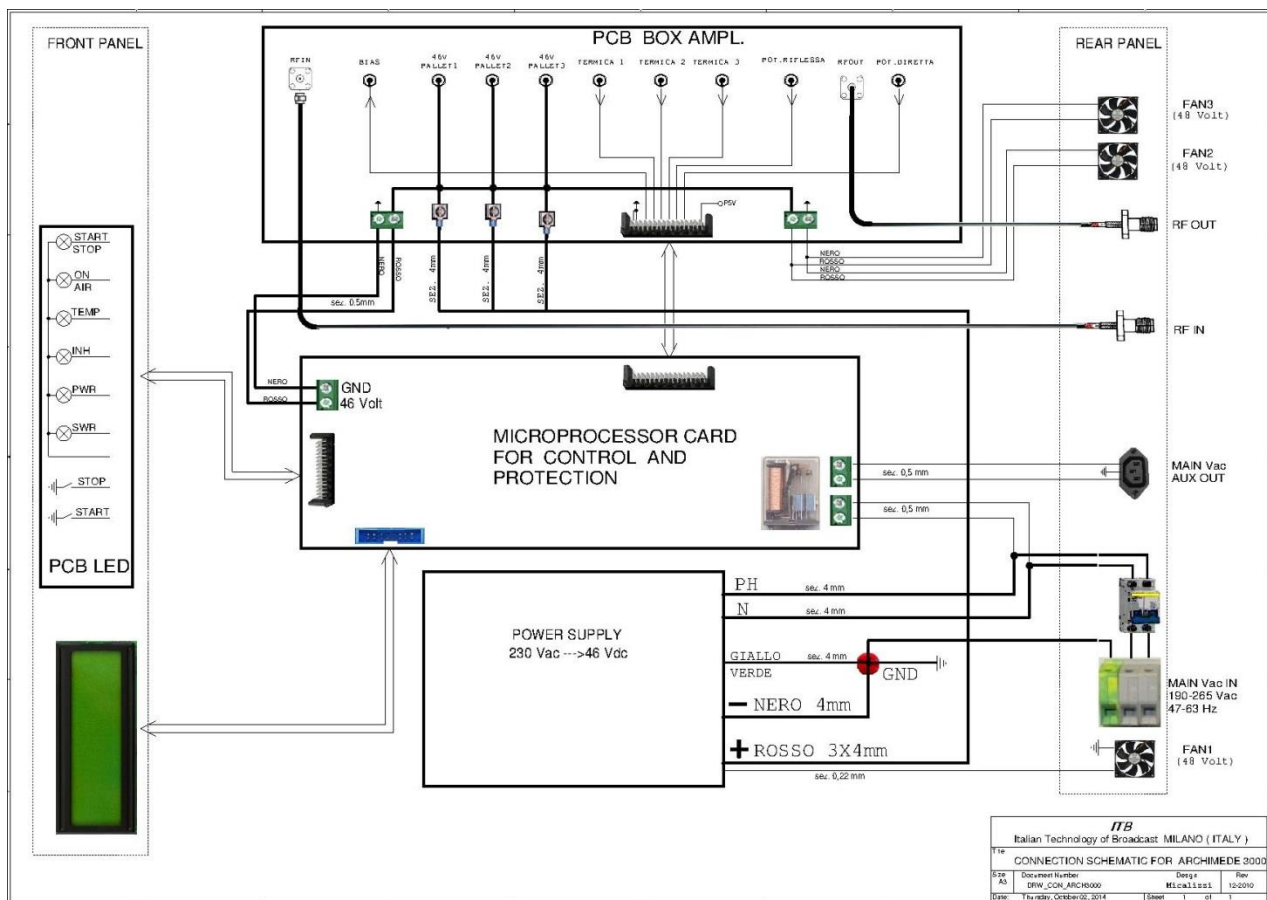 FRONT PANEL
PCB BOX AMPL.
REAR PANEL
RFIN
BIAS
46V
PALLET1
46V
PALLET2
46V
PALLET3
TERMICA 1
TERMICA 2
TERMICA 3
POT.RIFLESSA
RFOUT
POT.DIRETTA
FAN3
(48 Volt)
FAN2
(48 Volt)
P5V
RF OUT
NERO
ROSSO
NERO
ROSSO
NERO
ROSSO
SEZ. 4mm
SEZ. 4mm
SEZ. 4mm
sez. 0.5mm
START
STOP
ON
AIR
TEMP
INH
PWR
SWR
STOP
START
PCB LED
RF IN
NERO
ROSSO
GND
46 Volt
MICROPROCESSOR CARD
FOR CONTROL AND
PROTECTION
sez. 0,5 mm
sez. 0,5 mm
MAIN Vac
AUX OUT
POWER SUPPLY
230 Vac --->46 Vdc
PH
sez. 4 mm
N
sez. 4 mm
GIALLO
VERDE
sez. 4 mm
GND
- NERO 4mm
+ ROSSO 3X4mm
sez. 0,22 mm
MAIN Vac IN
190-265 Vac
47-63 Hz
FAN1
(48 Volt)
ITB
Italian Technology of Broadcast MILANO ( ITALY )
Title
CONNECTION SCHEMATIC FOR ARCHIMEDE 3000
Size
A3
Document Number
DRW_CON_ARCH3000
Design
Micalizzi
Rev
12-2010
Date:
Thursday, October 02, 2014
Sheet 1 of 1